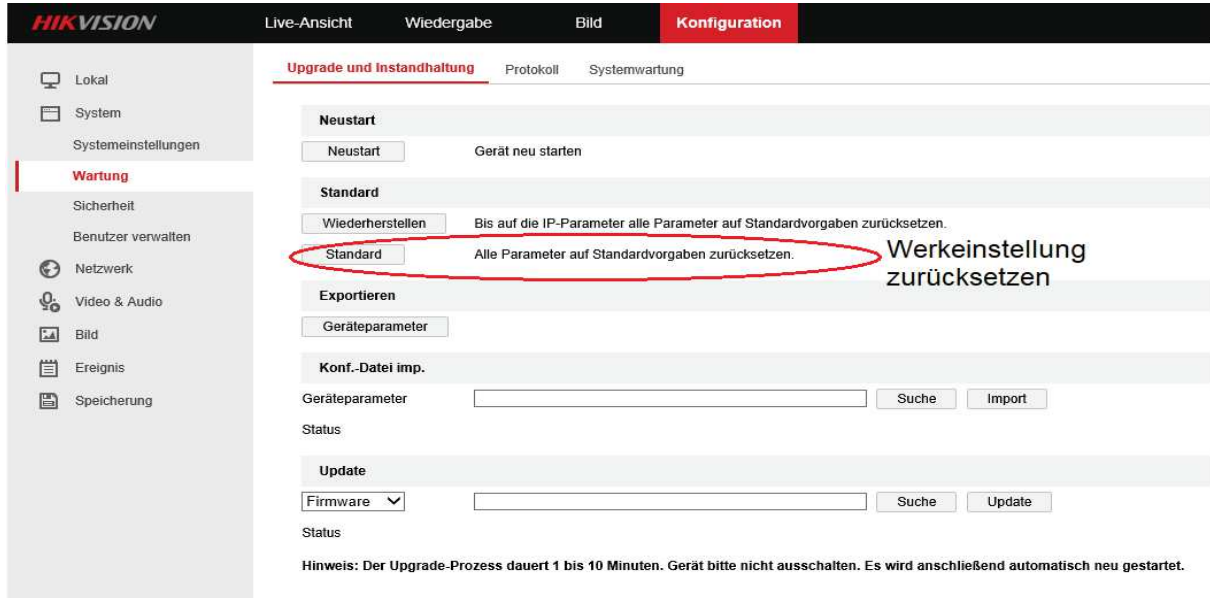 HIKVISION
Live-Ansicht Wiedergabe Bild Konfiguration
Lokal
System
Systemeinstellungen
Wartung
Sicherheit
Benutzer verwalten
Netzwerk
Video & Audio
Bild
Ereignis
Speicherung
Upgrade und Instandhaltung Protokoll Systemwartung
Neustart
Neustart Gerät neu starten
Standard
Wiederherstellen Bis auf die IP-Parameter alle Parameter auf Standardvorgaben zurücksetzen.
Standard Alle Parameter auf Standardvorgaben zurücksetzen.
Werkeinstellung
zurücksetzen
Exportieren
Geräteparameter
Konf.-Datei imp.
Geräteparameter Suche Import
Status
Update
Firmware Suche Update
Status
Hinweis: Der Upgrade-Prozess dauert 1 bis 10 Minuten. Gerät bitte nicht ausschalten. Es wird anschließend automatisch neu gestartet.